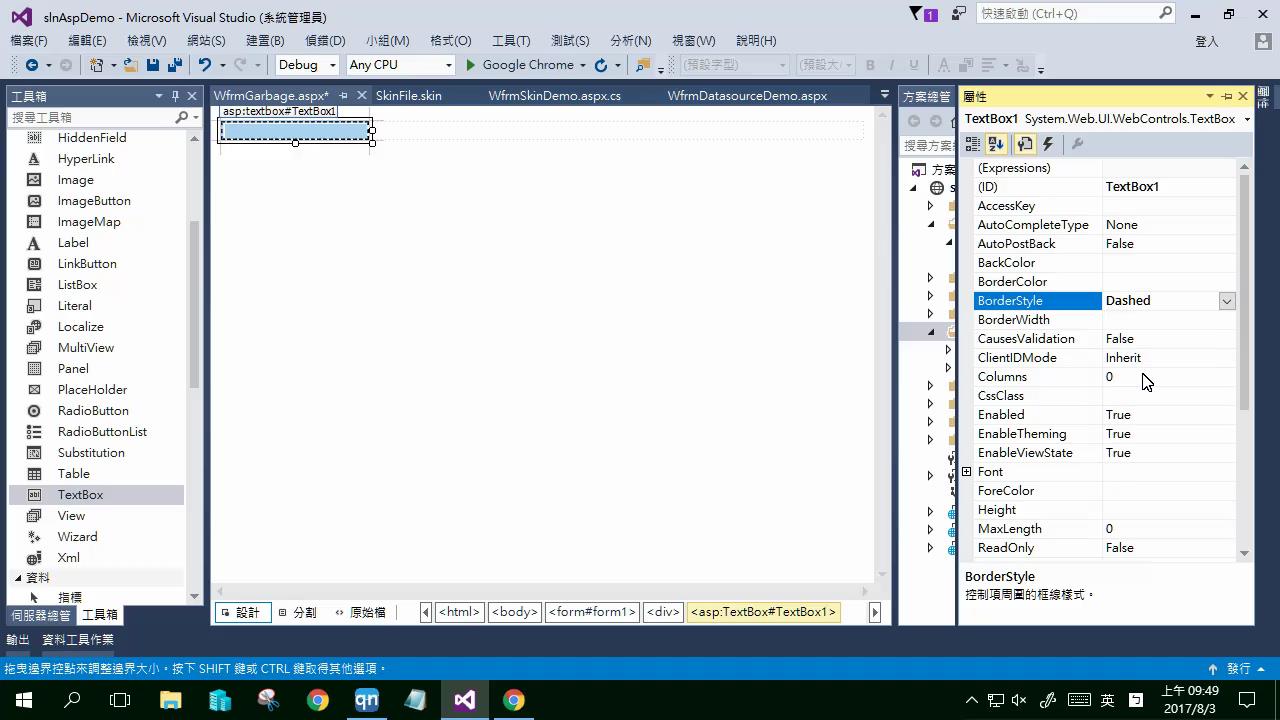 slnAspDemo - Microsoft Visual Studio (系統管理員)
1
快速啟動 (Ctrl+Q)
檔案(F) 編輯(E) 檢視(V) 網站(S) 建置(B) 偵錯(D) 小組(M) 格式(O) 工具(T) 測試(S) 分析(N) 視窗(W) 說明(H)
登入
Debug Any CPU Google Chrome (預設字型) (預設大) B I U A
工具箱
搜尋工具箱
HiddenField
HyperLink
Image
ImageButton
ImageMap
Label
LinkButton
ListBox
Literal
Localize
MultiView
Panel
PlaceHolder
RadioButton
RadioButtonList
Substitution
Table
TextBox
View
Wizard
Xml
資料
指標
伺服器總管 工具箱
WfrmGarbage.aspx* SkinFile.skin WfrmSkinDemo.aspx.cs WfrmDatasourceDemo.aspx
asp:textbox#TextBox1
設計 分割 原始檔 <html> <body> <form#form1> <div> <asp:TextBox#TextBox1>
方案總管
搜尋方案
方案
屬性
TextBox1 System.Web.UI.WebControls.TextBox
(Expressions)
(ID) TextBox1
AccessKey
AutoCompleteType None
AutoPostBack False
BackColor
BorderColor
BorderStyle Dashed
BorderWidth
CausesValidation False
ClientIDMode Inherit
Columns 0
CssClass
Enabled True
EnableTheming True
EnableViewState True
Font
ForeColor
Height
MaxLength 0
ReadOnly False
BorderStyle
控制項周圍的框線樣式。
輸出 資料工具作業
拖曳邊界控點來調整邊界大小。按下 SHIFT 鍵或 CTRL 鍵取得其他選項。
發行
qn
英
上午 09:49
2017/8/3